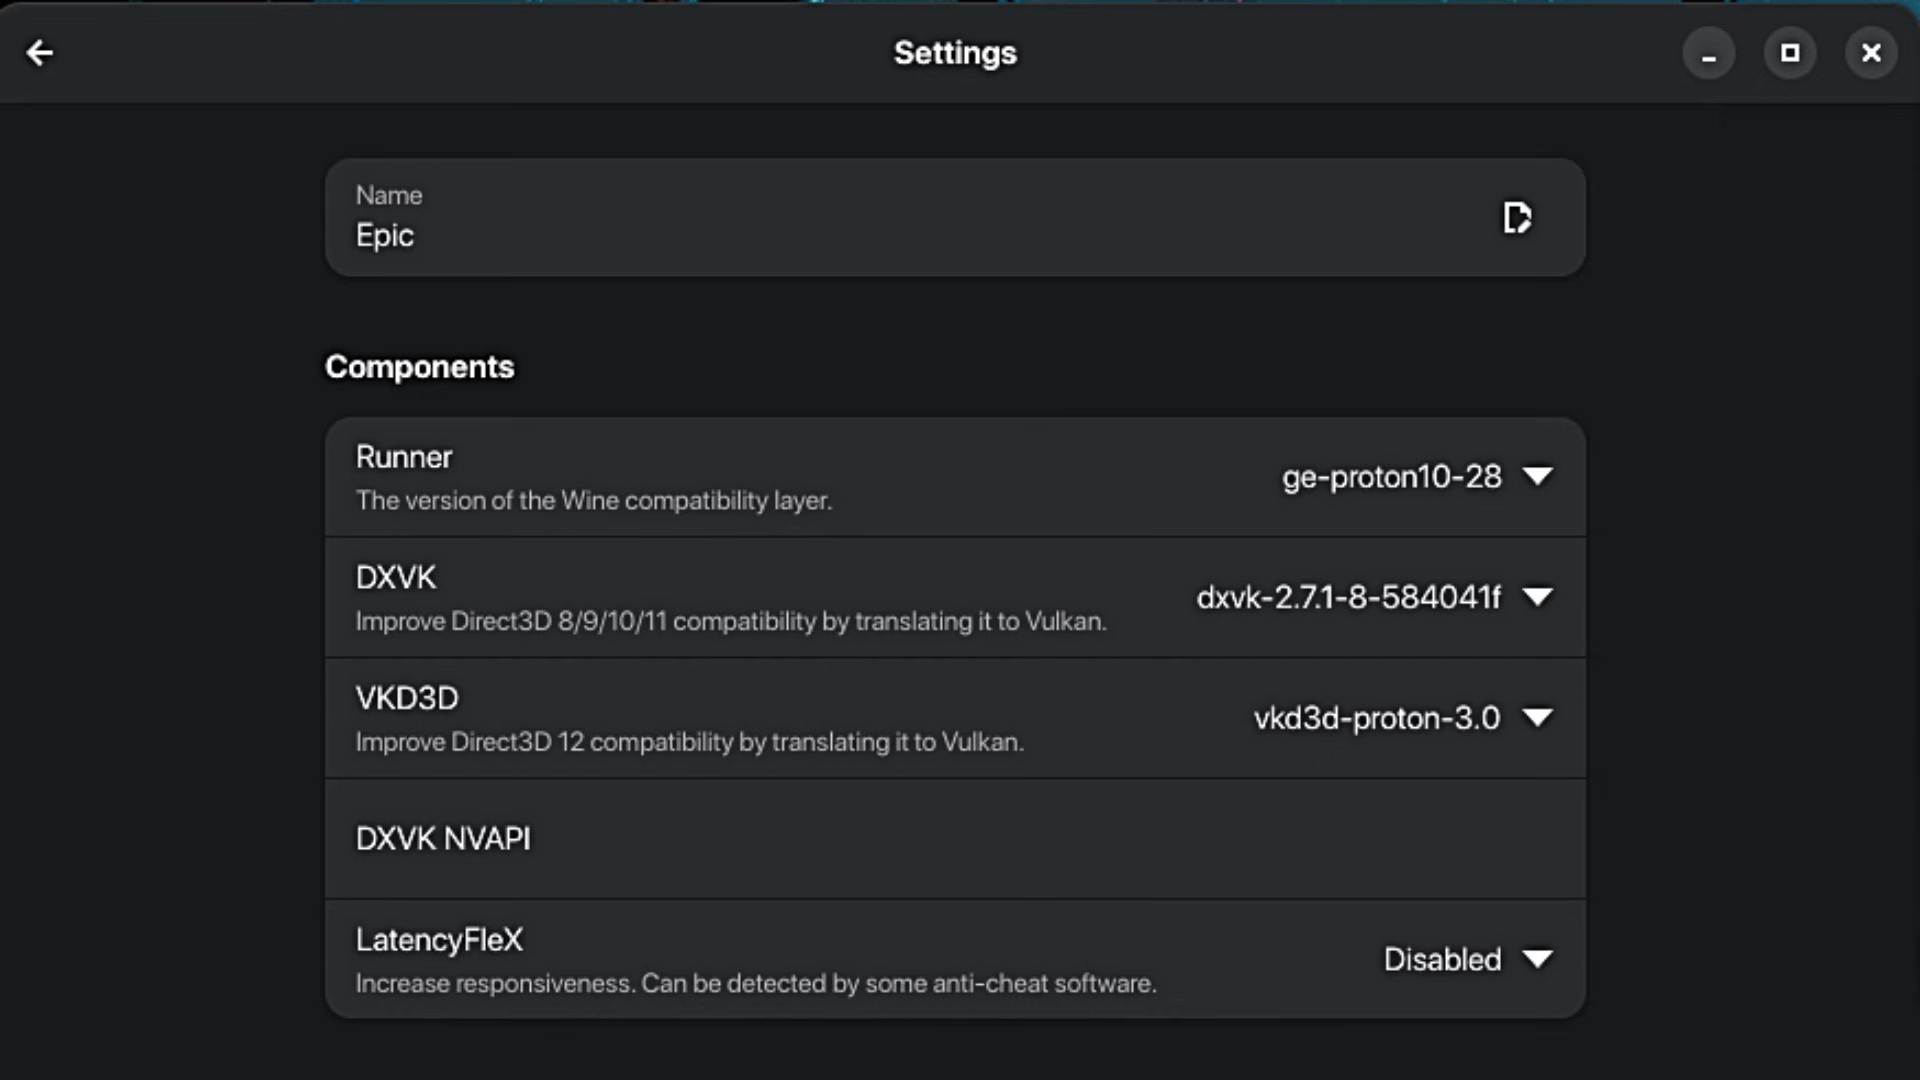 Settings
Name
Epic
Components
Runner
The version of the Wine compatibility layer.
ge-proton10-28
DXVK
Improve Direct3D 8/9/10/11 compatibility by translating it to Vulkan.
dxvk-2.7.1-8-584041f
VKD3D
Improve Direct3D 12 compatibility by translating it to Vulkan.
vkd3d-proton-3.0
DXVK NVAPI
LatencyFleX
Increase responsiveness. Can be detected by some anti-cheat software.
Disabled